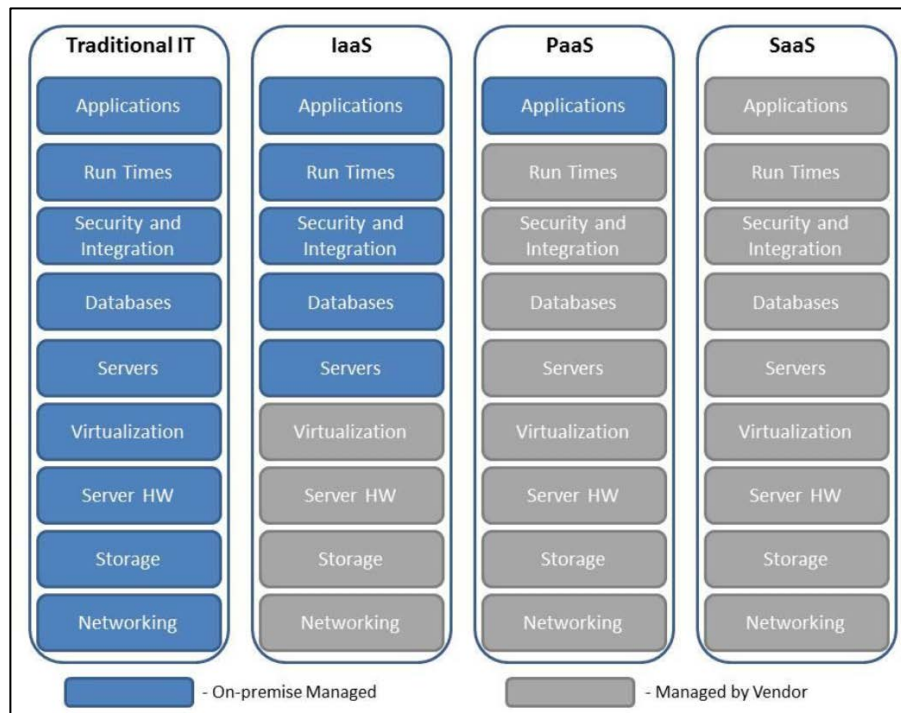 Traditional IT
Applications
Run Times
Security and
Integration
Databases
Servers
Virtualization
Server HW
Storage
Networking
IaaS
Applications
Run Times
Security and
Integration
Databases
Servers
Virtualization
Server HW
Storage
Networking
PaaS
Applications
Run Times
Security and
Integration
Databases
Servers
Virtualization
Server HW
Storage
Networking
SaaS
Applications
Run Times
Security and
Integration
Databases
Servers
Virtualization
Server HW
Storage
Networking
- On-premise Managed
- Managed by Vendor